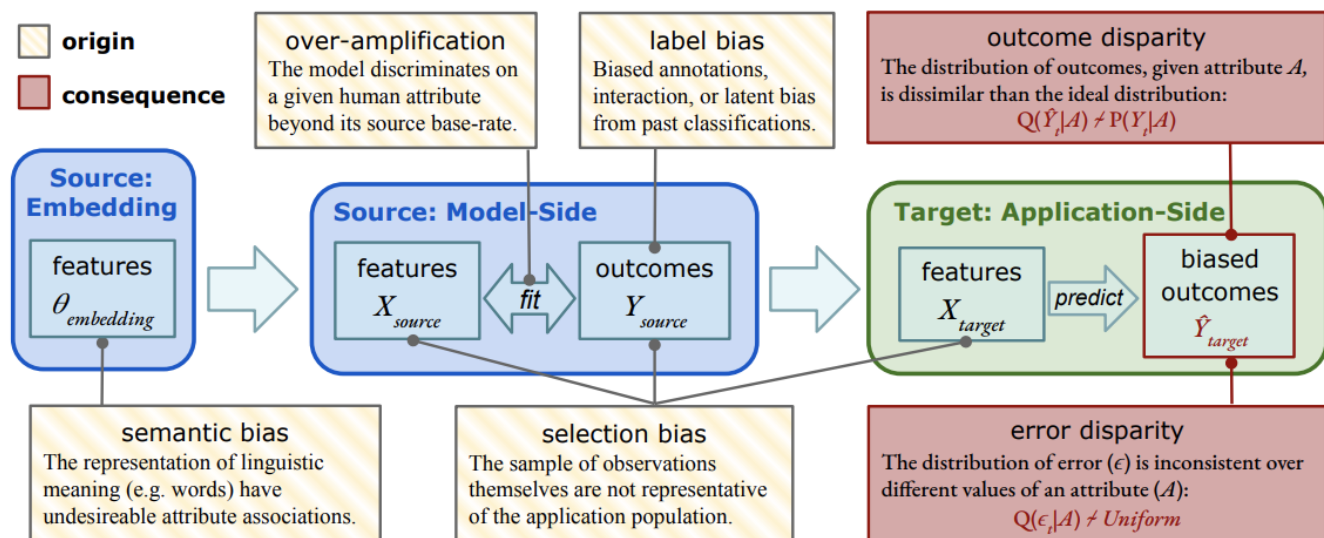 origin
consequence
over-amplification
The model discriminates on
a given human attribute
beyond its source base-rate.
label bias
Biased annotations,
interaction, or latent bias
from past classifications.
outcome disparity
The distribution of outcomes, given attribute A,
is dissimilar than the ideal distribution:
Q(Ŷₜ|A) ≁ P(Yₜ|A)
Source:
Embedding
features
θ embedding
Source: Model-Side
features
X source
fit
outcomes
Y source
Target: Application-Side
features
X target
predict
biased
outcomes
Ŷ target
semantic bias
The representation of linguistic
meaning (e.g. words) have
undesireable attribute associations.
selection bias
The sample of observations
themselves are not representative
of the application population.
error disparity
The distribution of error (ϵ) is inconsistent over
different values of an attribute (A):
Q(ϵₜ|A) ≁ Uniform